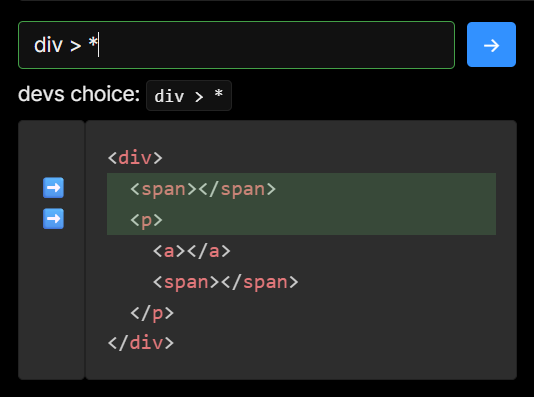 div > *
devs choice: div > *
<div>
  <span></span>
  <p>
    <a></a>
    <span></span>
  </p>
</div>